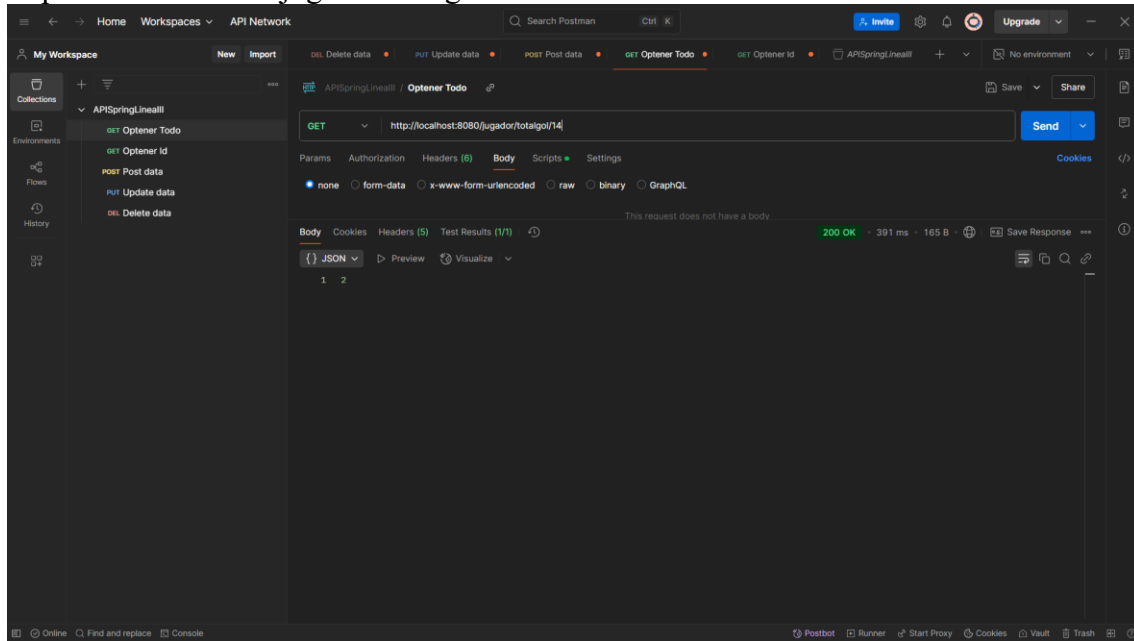 Home Workspaces API Network Search Postman Ctrl K Invite Upgrade
My Workspace New Import DEL Delete data PUT Update data POST Post data GET Optener Todo GET Optener Id APISpringLineaIII No environment
Collections
Environments
Flows
History
APISpringLineaIII
GET Optener Todo
GET Optener Id
POST Post data
PUT Update data
DEL Delete data
HTTP APISpringLineaIII / Optener Todo Save Share
GET http://localhost:8080/jugador/totalgol/14 Send
Params Authorization Headers (6) Body Scripts Settings Cookies
none form-data x-www-form-urlencoded raw binary GraphQL
This request does not have a body
Body Cookies Headers (5) Test Results (1/1) 200 OK 391 ms 165 B Save Response
{} JSON Preview Visualize
1 2
Online Find and replace Console Postbot Runner Start Proxy Cookies Vault Trash